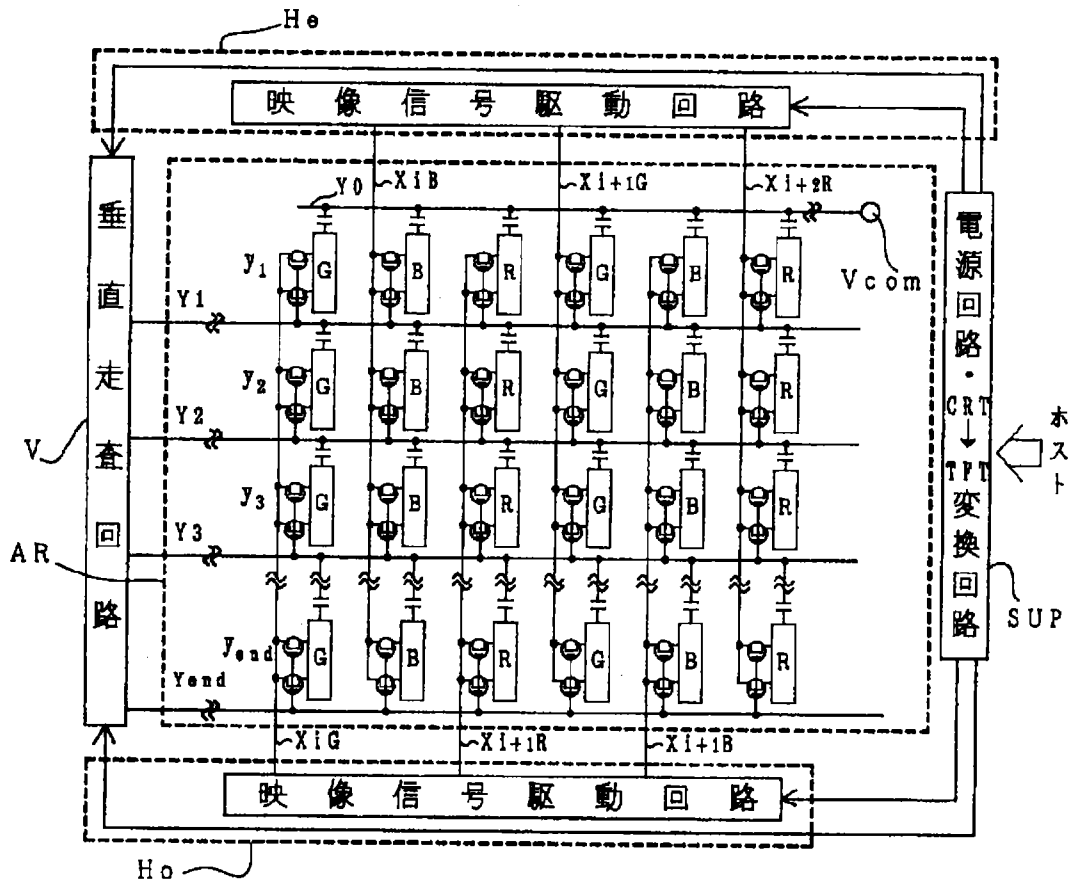 He
映像信号駆動回路
XiB
Xi+1G
Xi+2R
Y0
Vcom
垂直走査回路
y1
G B R G B R
Y1
y2
G B R G B R
Y2
y3
G B R G B R
Y3
yend
G B R G B R
Yend
V
AR
電源回路・CRT→TFT変換回路
ホスト
SUP
XiG
Xi+1R
Xi+1B
映像信号駆動回路
Ho